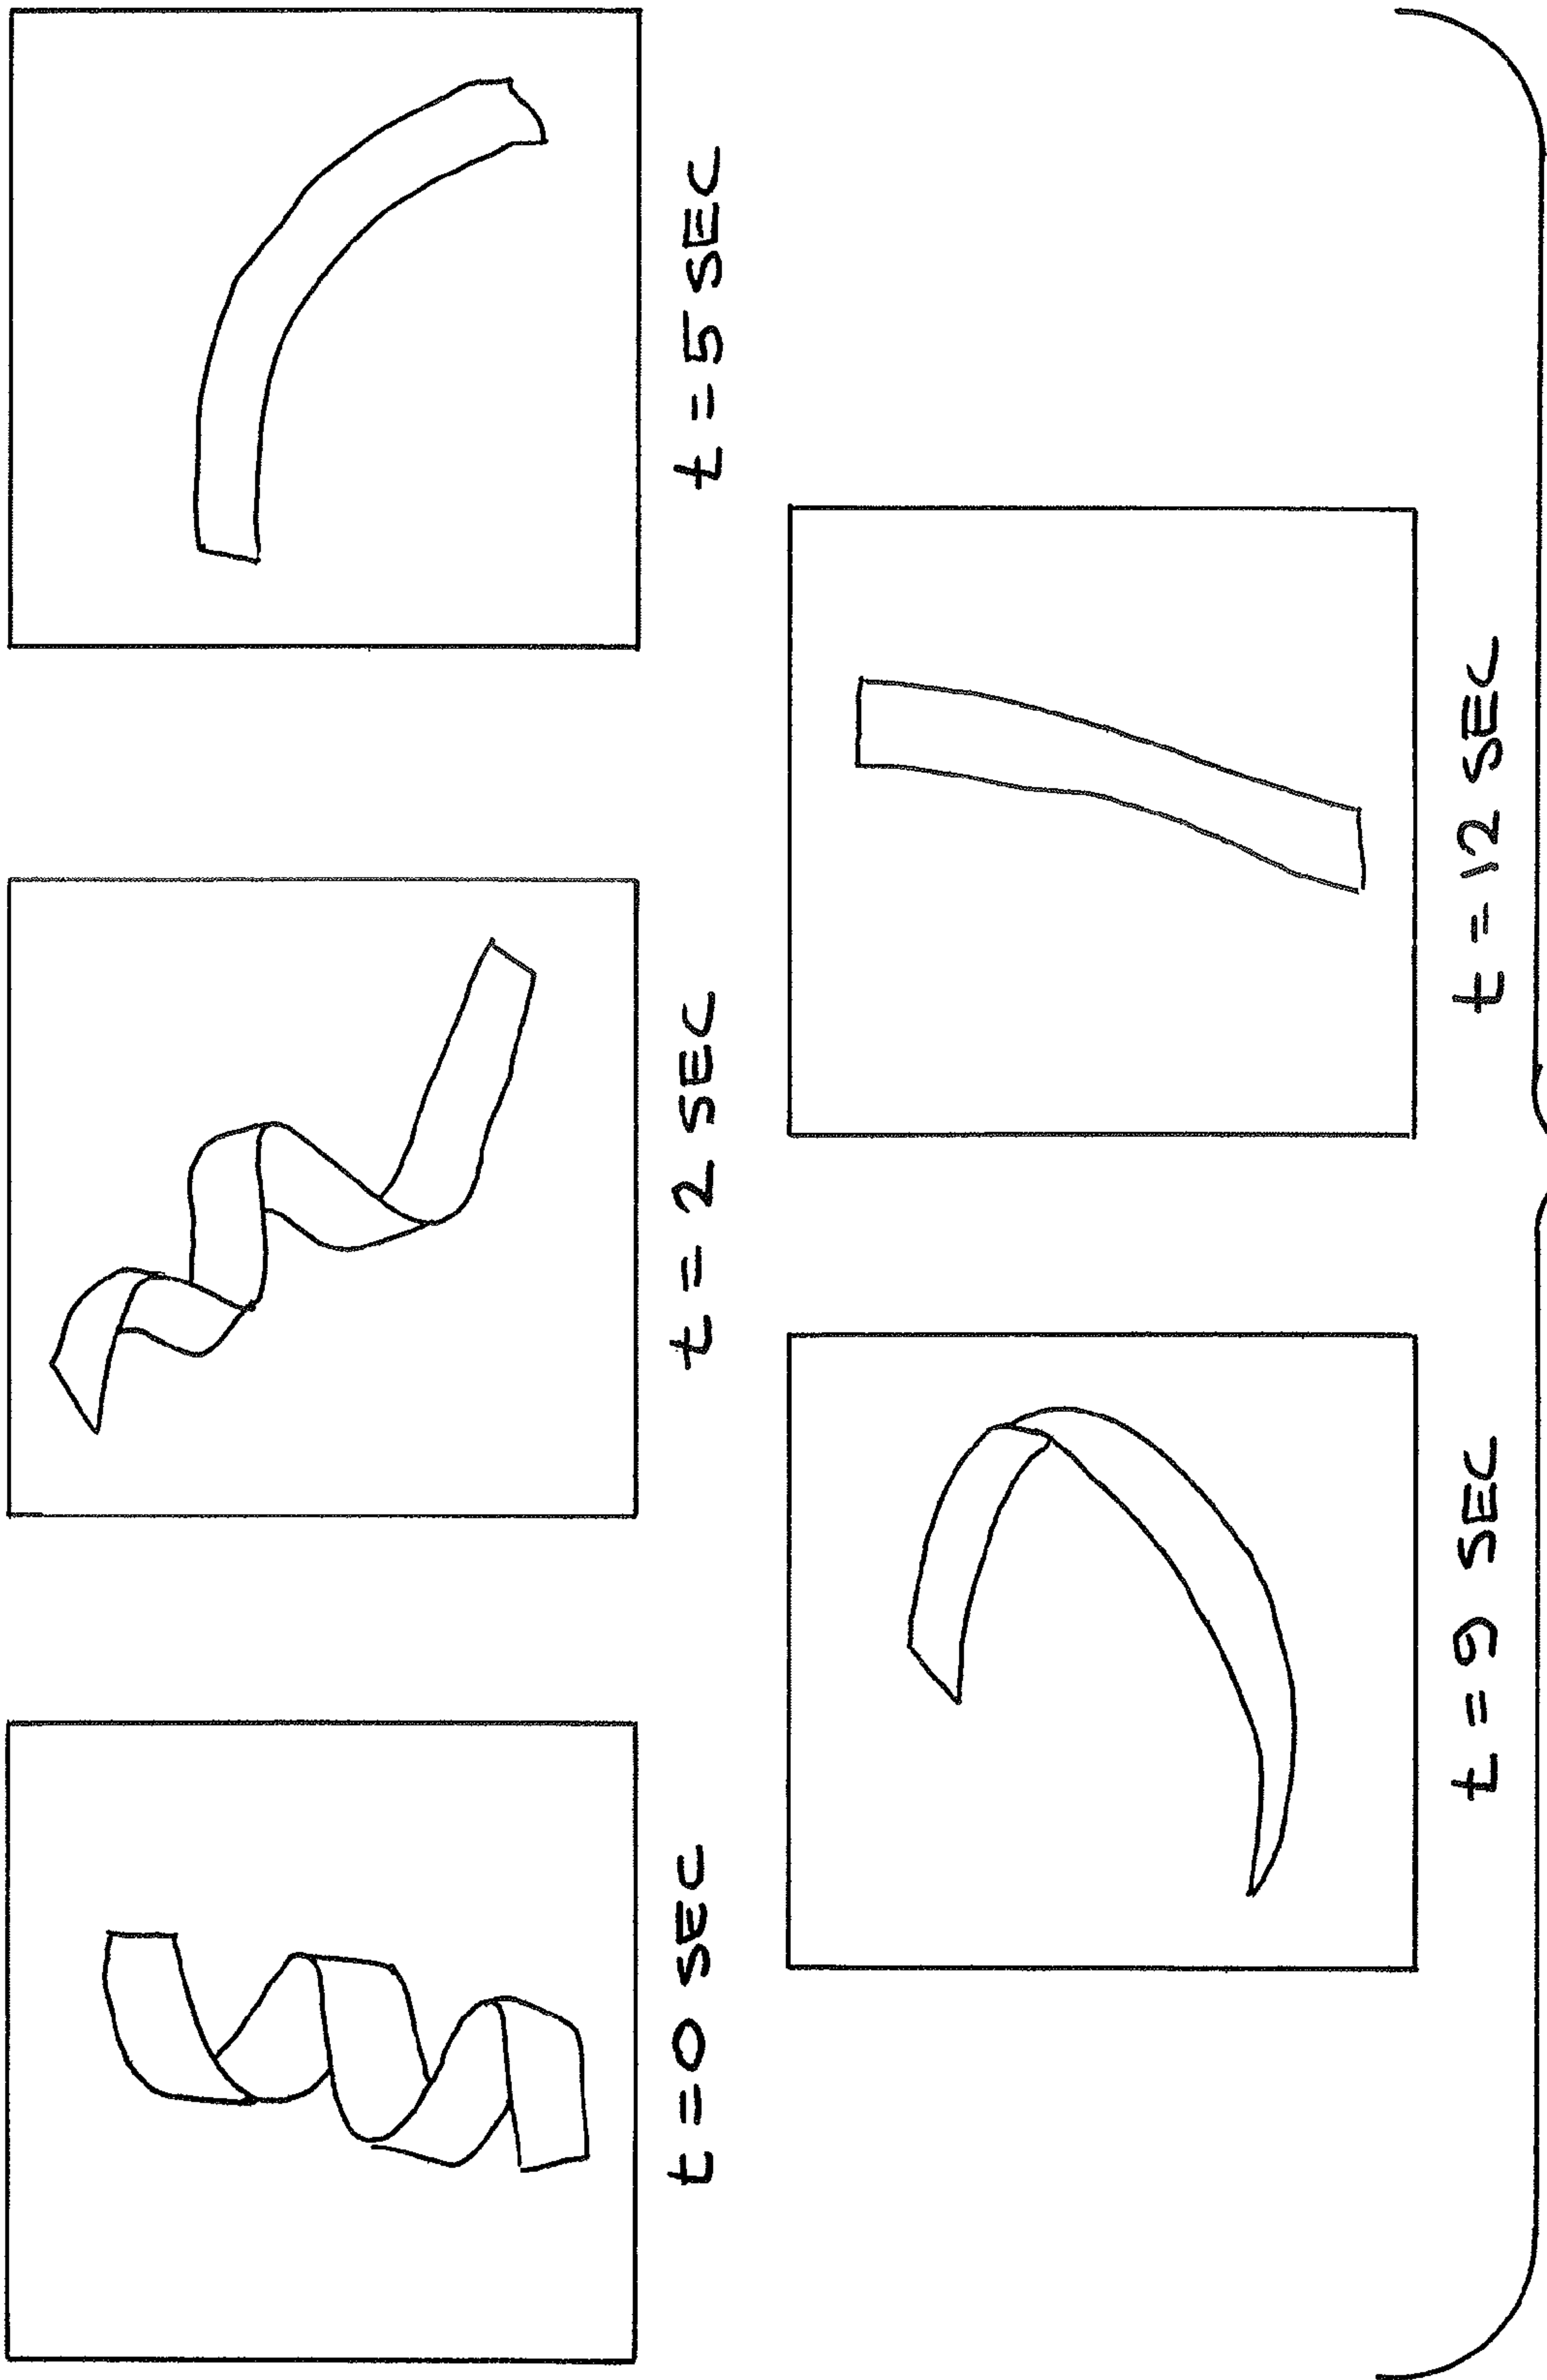 t = 0 SEC
t = 2 SEC
t = 5 SEC
t = 9 SEC
t = 12 SEC